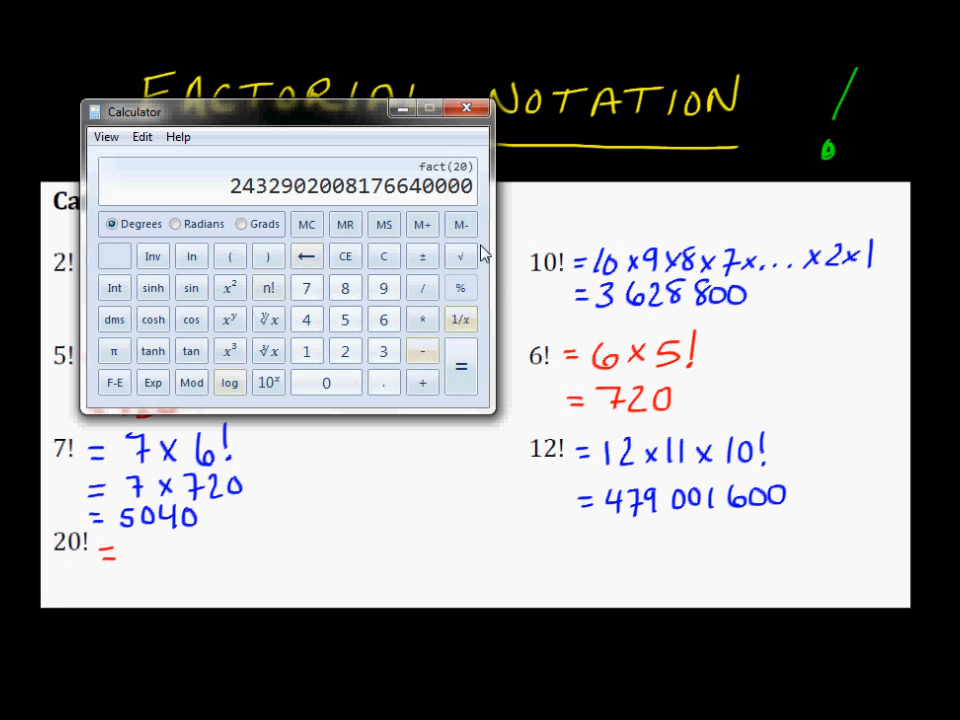 FACTORIAL NOTATION !
Calculator
View Edit Help
fact(20)
2432902008176640000
Degrees Radians Grads MC MR MS M+ M-
Inv ln ( ) ← CE C ± √
Int sinh sin x² n! 7 8 9 / %
dms cosh cos xʸ ʸ√x 4 5 6 * 1/x
π tanh tan x³ ³√x 1 2 3 - =
F-E Exp Mod log 10ˣ 0 . +
Ca
2!
10! = 10 x 9 x 8 x 7 x . . . x 2 x 1
= 3 628 800
5!
6! = 6 x 5!
= 720
7! = 7 x 6!
= 7 x 720
= 5040
12! = 12 x 11 x 10!
= 479 001 600
20! =